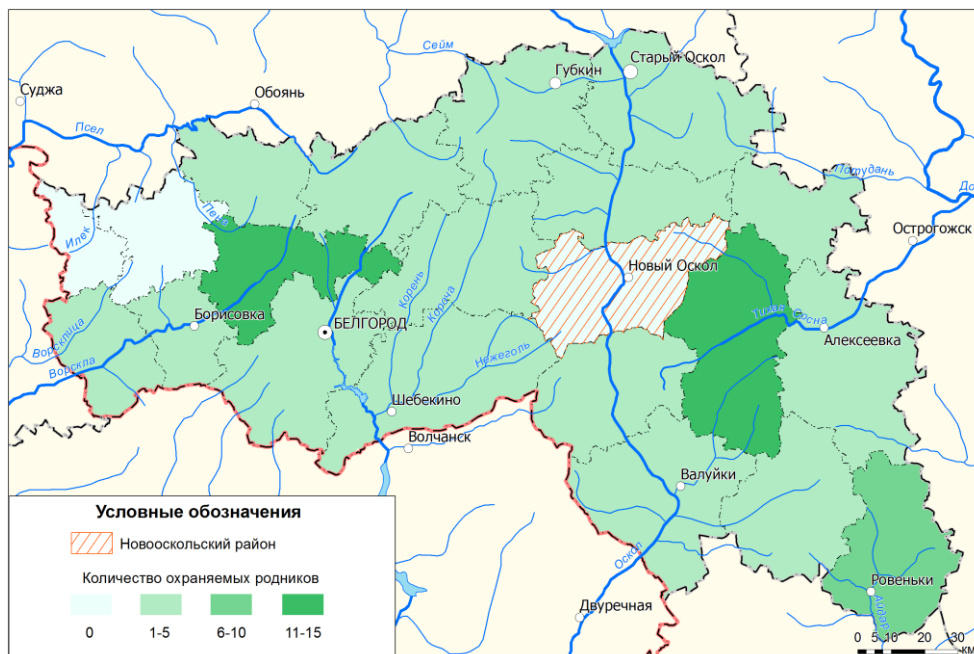 Сейм
Старый Оскол
Губкин
Суджа
Обоянь
Псел
Потудань
Острогожск
Пена
Илек
Новый Оскол
Корень
Короча
Тихая Сосна
БЕЛГОРОД
Борисовка
Алексеевка
Ворсклица
Нежеголь
Ворскла
Шебекино
Волчанск
Валуйки
Условные обозначения
Новооскольский район
Количество охраняемых родников
0 1-5 6-10 11-15
Оскол
Двуречная
Ровеньки
Айдар
0 5 10 20 30
км